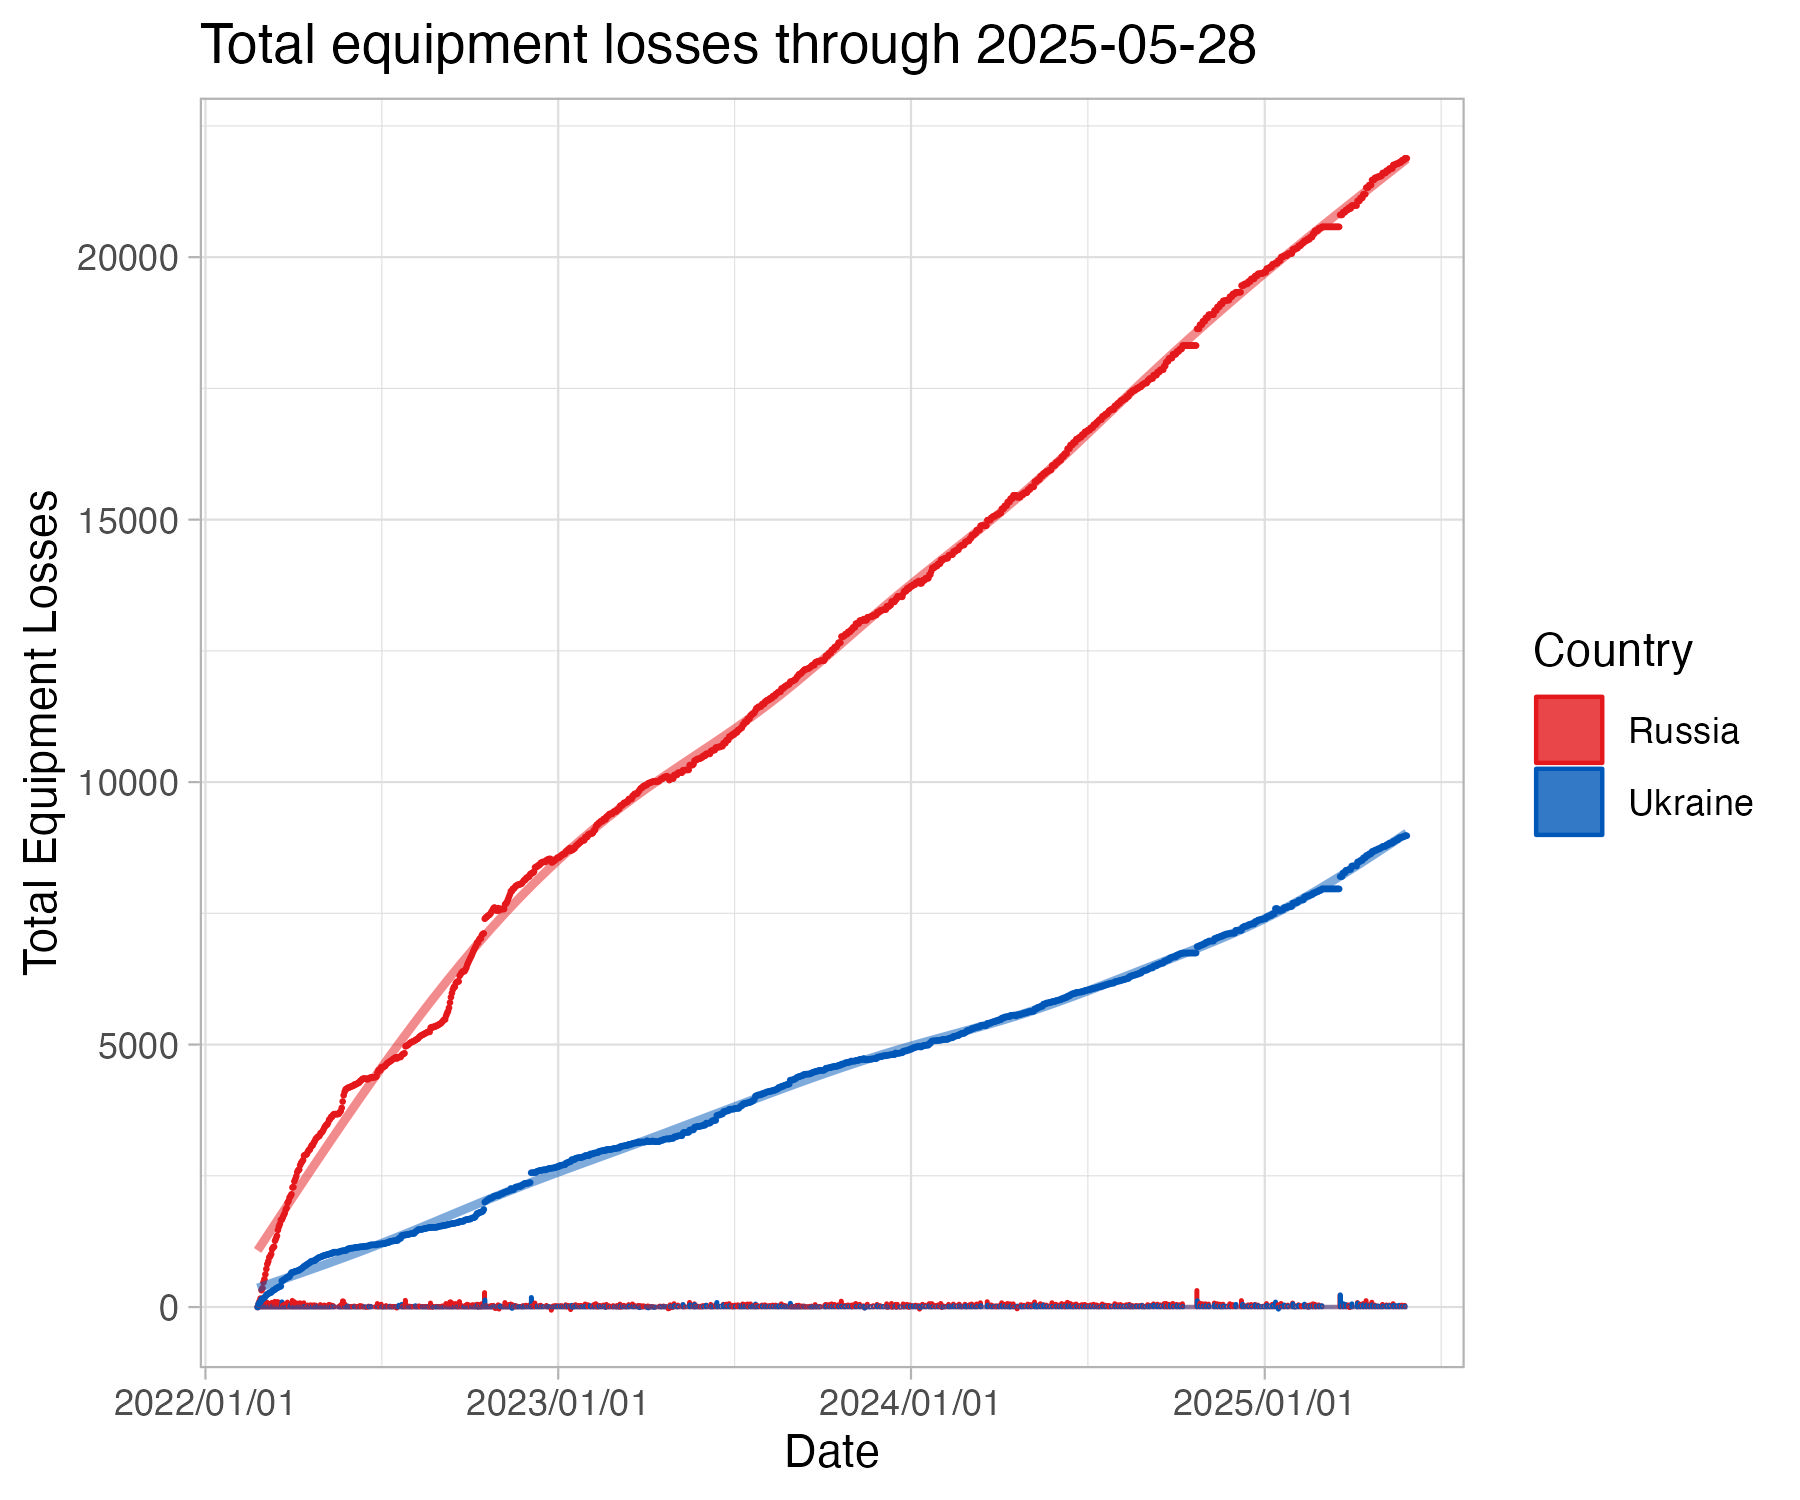 Total equipment losses through 2025-05-28
Total Equipment Losses
20000
15000
10000
5000
0
2022/01/01
2023/01/01
2024/01/01
2025/01/01
Date
Country
Russia
Ukraine